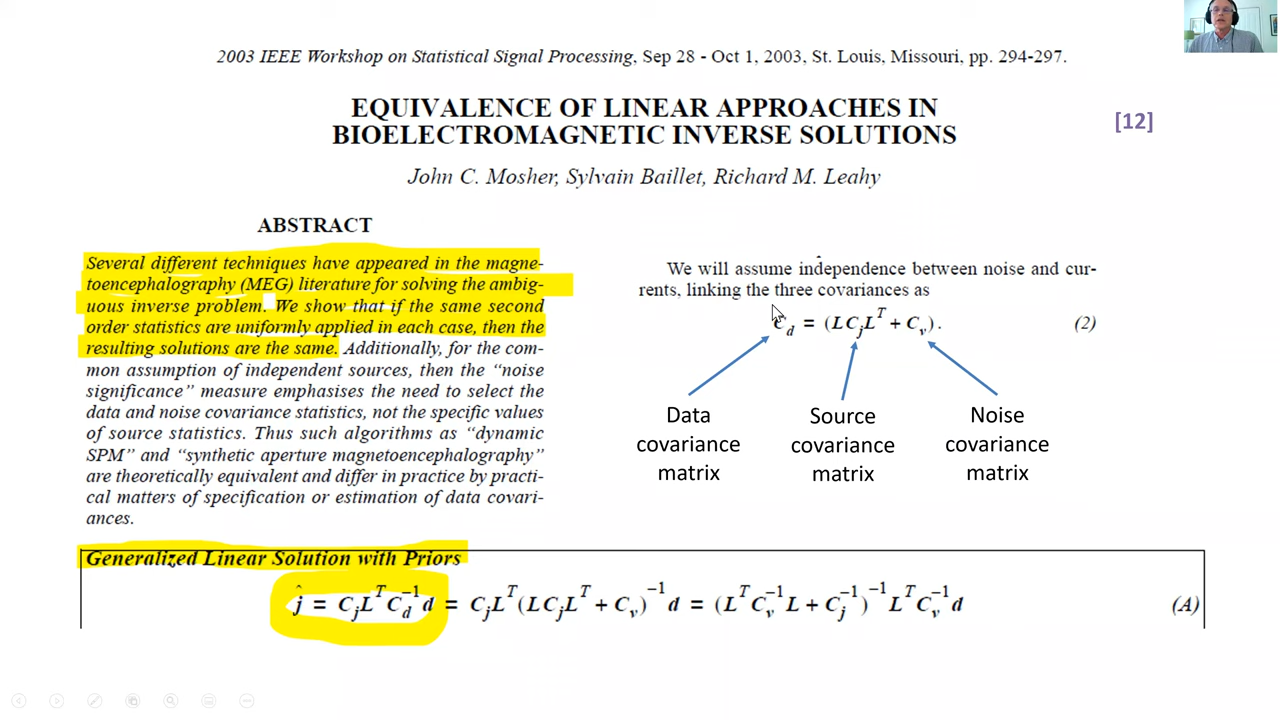 2003 IEEE Workshop on Statistical Signal Processing, Sep 28 - Oct 1, 2003, St. Louis, Missouri, pp. 294-297.
EQUIVALENCE OF LINEAR APPROACHES IN
BIOELECTROMAGNETIC INVERSE SOLUTIONS
[12]
John C. Mosher, Sylvain Baillet, Richard M. Leahy
ABSTRACT
Several different techniques have appeared in the magne-
toencephalography (MEG) literature for solving the ambig-
uous inverse problem. We show that if the same second
order statistics are uniformly applied in each case, then the
resulting solutions are the same. Additionally, for the com-
mon assumption of independent sources, then the “noise
significance” measure emphasises the need to select the
data and noise covariance statistics, not the specific values
of source statistics. Thus such algorithms as “dynamic
SPM” and “synthetic aperture magnetoencephalography”
are theoretically equivalent and differ in practice by practi-
cal matters of specification or estimation of data covari-
ances.
We will assume independence between noise and cur-
rents, linking the three covariances as
C_d = (LC_jL^T + C_v). (2)
Data
covariance
matrix
Source
covariance
matrix
Noise
covariance
matrix
Generalized Linear Solution with Priors
ĵ = C_jL^TC_d^{-1}d = C_jL^T(LC_jL^T + C_v)^{-1}d = (L^TC_v^{-1}L + C_j^{-1})^{-1}L^TC_v^{-1}d (A)